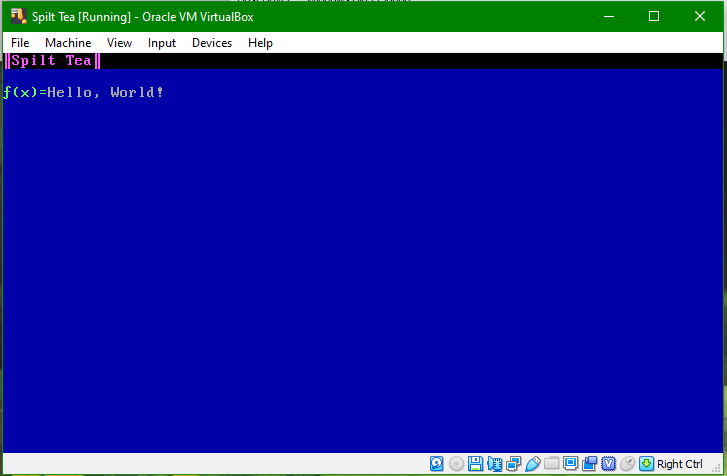 Spilt Tea [Running] - Oracle VM VirtualBox
File Machine View Input Devices Help
‖Spilt Tea‖
ƒ(x)=Hello, World!
Right Ctrl